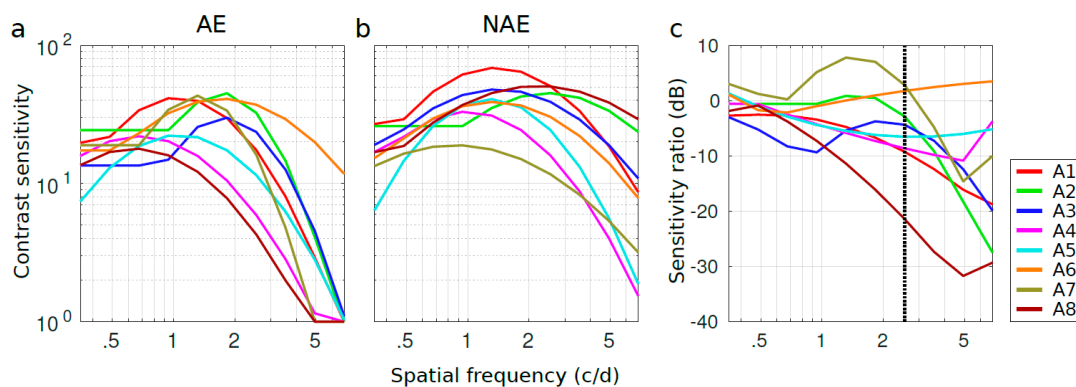 a AE b NAE c
Contrast sensitivity
10^2
10^1
10^0
.5 1 2 5
.5 1 2 5
Spatial frequency (c/d)
Sensitivity ratio (dB)
10
0
-10
-20
-30
-40
.5 1 2 5
A1
A2
A3
A4
A5
A6
A7
A8